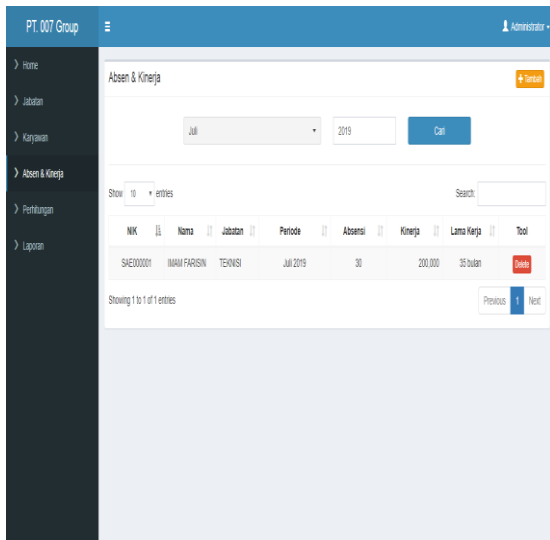 PT. 007 Group
Administrator
Home
Jabatan
Karyawan
Absen & Kinerja
Perhitungan
Laporan
Absen & Kinerja
Tambah
Juli 2019 Cari
Show 10 entries Search:
NIK Nama Jabatan Periode Absensi Kinerja Lama Kerja Tool
SAE000001 IMAM FARISIN TEKNISI Juli 2019 30 200,000 35 bulan Delete
Showing 1 to 1 of 1 entries Previous 1 Next